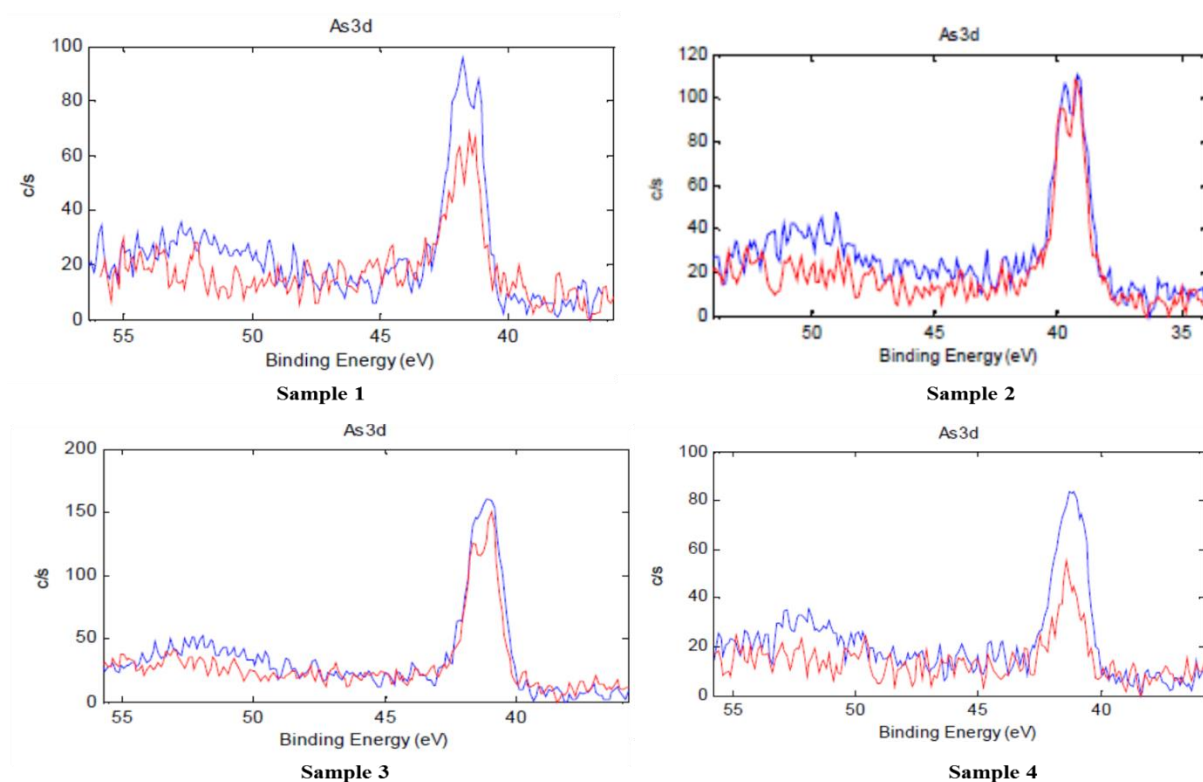 As3d
100
80
60
40
20
0
c/s
55 50 45 40
Binding Energy (eV)
Sample 1
As3d
120
100
80
60
40
20
0
c/s
50 45 40 35
Binding Energy (eV)
Sample 2
As3d
200
150
100
50
0
c/s
55 50 45 40
Binding Energy (eV)
Sample 3
As3d
100
80
60
40
20
0
c/s
55 50 45 40
Binding Energy (eV)
Sample 4